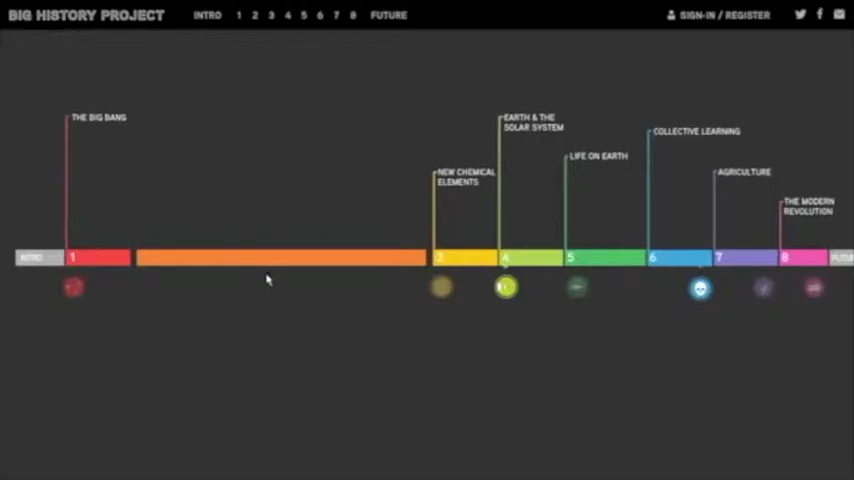 BIG HISTORY PROJECT
INTRO 1 2 3 4 5 6 7 8 FUTURE
SIGN-IN / REGISTER
THE BIG BANG
EARTH & THE
SOLAR SYSTEM
COLLECTIVE LEARNING
LIFE ON EARTH
NEW CHEMICAL
ELEMENTS
AGRICULTURE
THE MODERN
REVOLUTION
INTRO 1 3 4 5 6 7 8